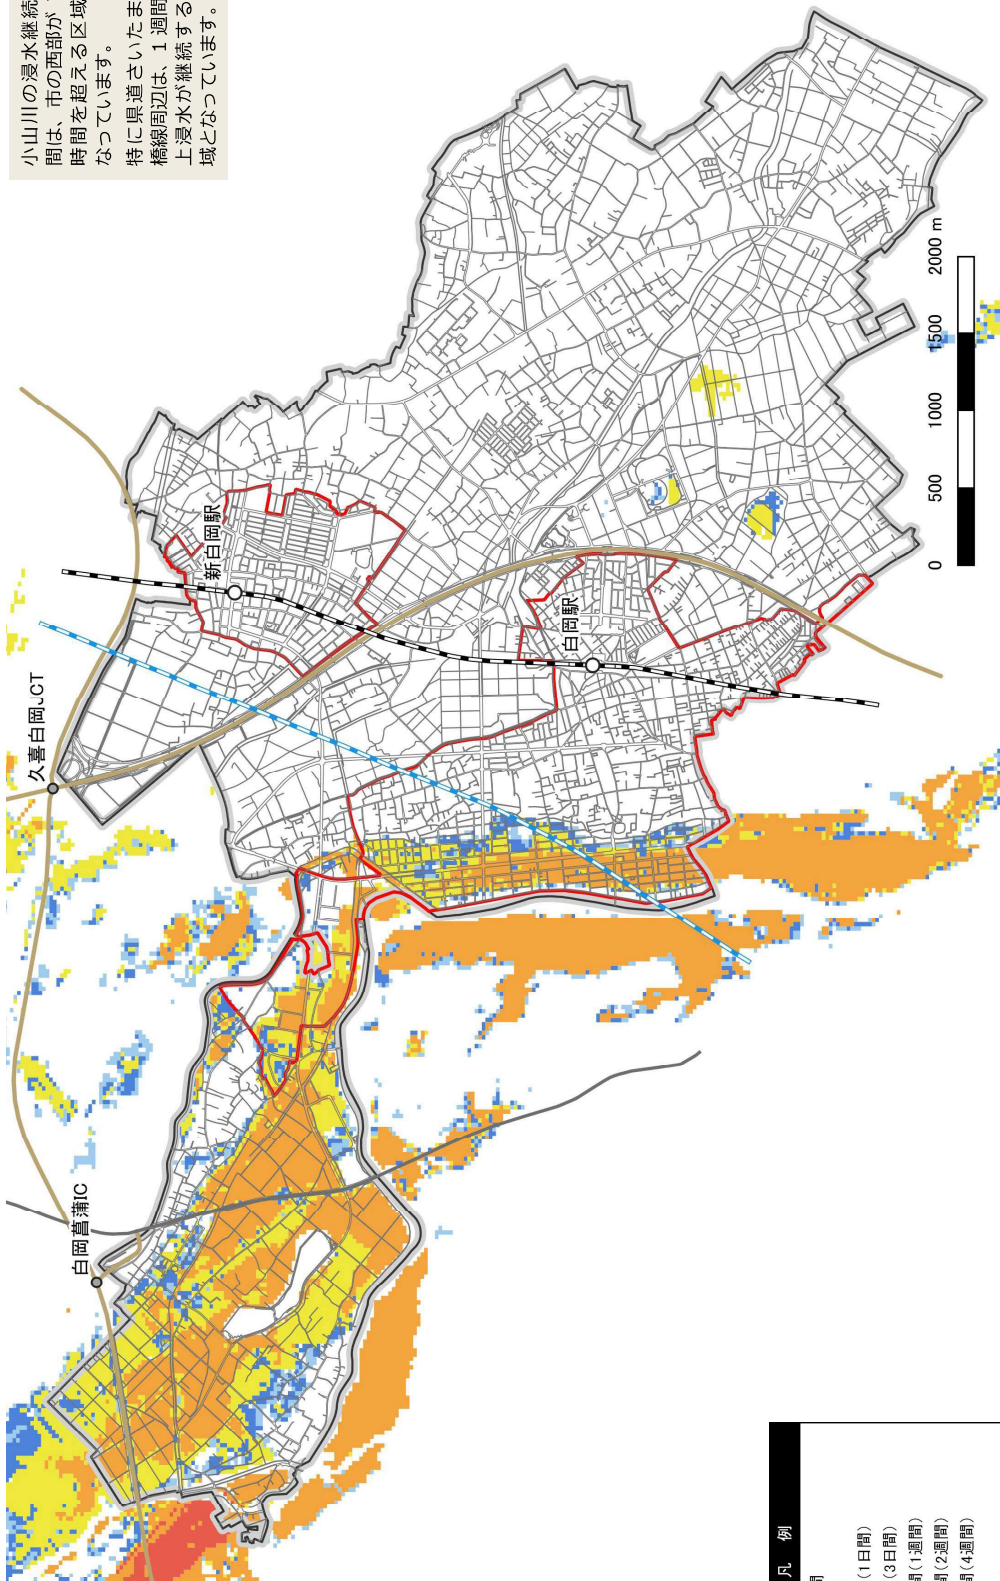 小山川の浸水継続
間は、市の西部が
時間を超える区域
なっています。
特に県道さいたま
橋線周辺は、1週間
上浸水が継続する
域となっています。
久喜白岡JCT
新白岡駅
白岡駅
白岡菖蒲IC
0 500 1000 1500 2000 m
凡 例
間
(1日間)
(3日間)
間(1週間)
間(2週間)
間(4週間)